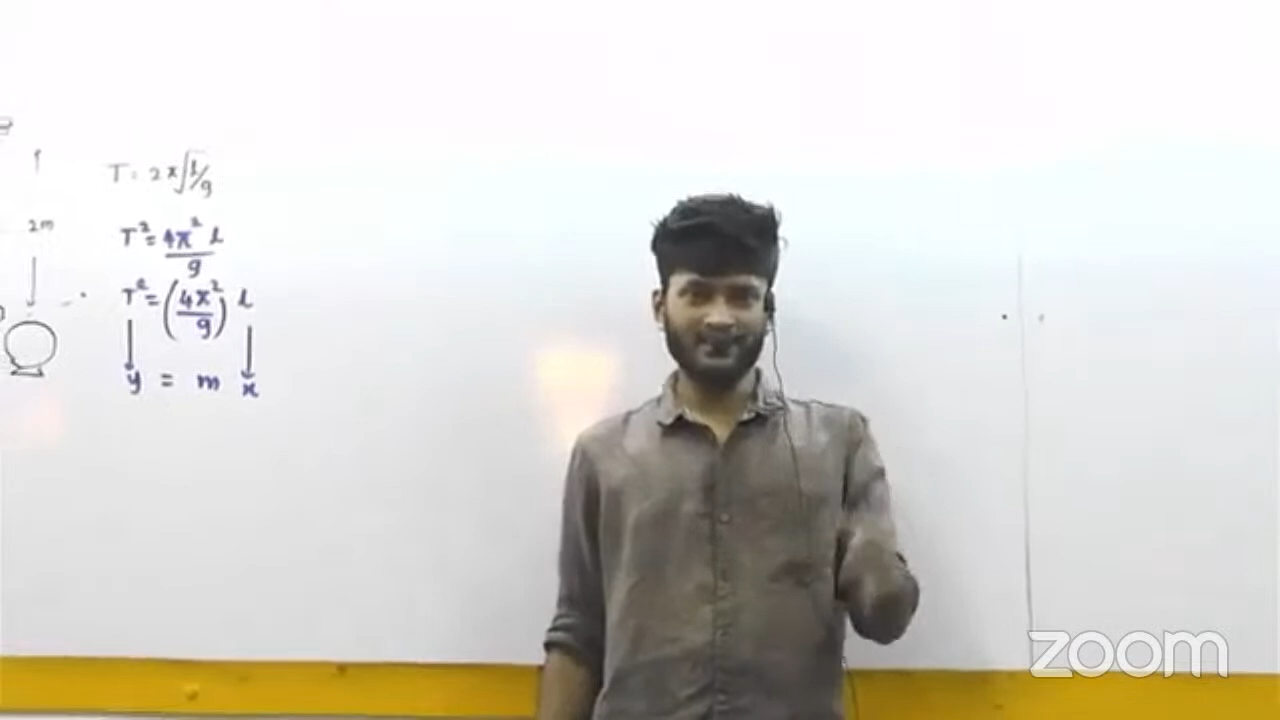 2m
T = 2π√l/g
T² = 4π² l / g
T² = (4π²/g) l
y = m x
zoom